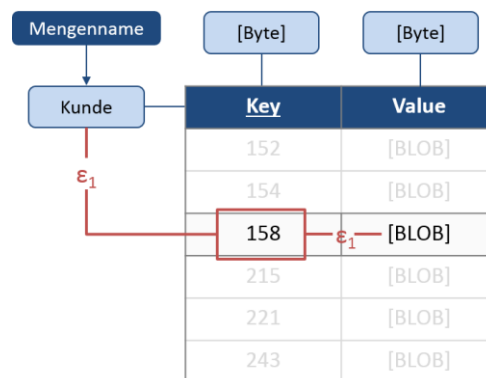 Mengenname
[Byte]
[Byte]
Kunde
Key
Value
152
[BLOB]
154
[BLOB]
ε1
158
ε1
[BLOB]
215
[BLOB]
221
[BLOB]
243
[BLOB]